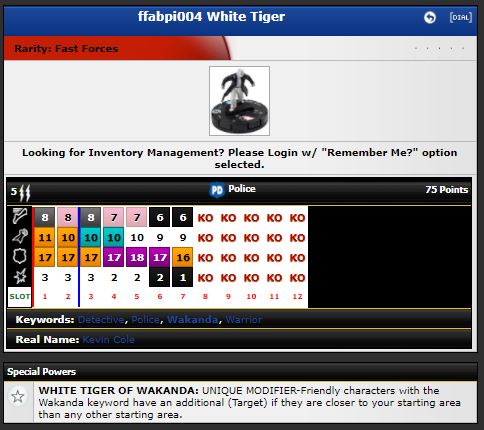 ffabpi004 White Tiger
[DIAL]
Rarity: Fast Forces
Looking for Inventory Management? Please Login w/ "Remember Me?" option
selected.
5 PD Police 75 Points
8 8 8 7 7 6 6 KO KO KO KO KO
11 10 10 10 10 9 9 KO KO KO KO KO
17 17 17 17 18 17 16 KO KO KO KO KO
3 3 3 2 2 2 1 KO KO KO KO KO
SLOT 1 2 3 4 5 6 7 8 9 10 11 12
Keywords: Detective, Police, Wakanda, Warrior
Real Name: Kevin Cole
Special Powers
WHITE TIGER OF WAKANDA: UNIQUE MODIFIER-Friendly characters with the
Wakanda keyword have an additional (Target) if they are closer to your starting area
than any other starting area.